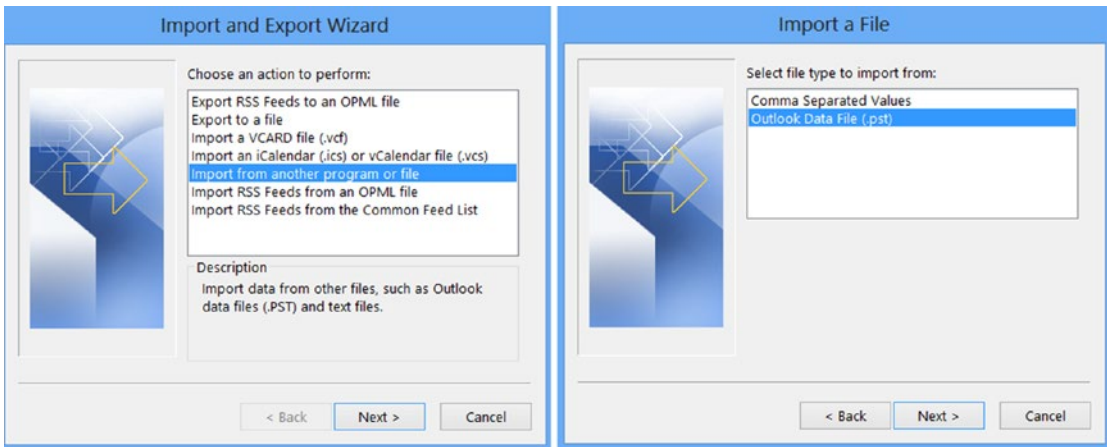 Import and Export Wizard
Choose an action to perform:
Export RSS Feeds to an OPML file
Export to a file
Import a VCARD file (.vcf)
Import an iCalendar (.ics) or vCalendar file (.vcs)
Import from another program or file
Import RSS Feeds from an OPML file
Import RSS Feeds from the Common Feed List
Description
Import data from other files, such as Outlook
data files (.PST) and text files.
< Back
Next >
Cancel
Import a File
Select file type to import from:
Comma Separated Values
Outlook Data File (.pst)
< Back
Next >
Cancel